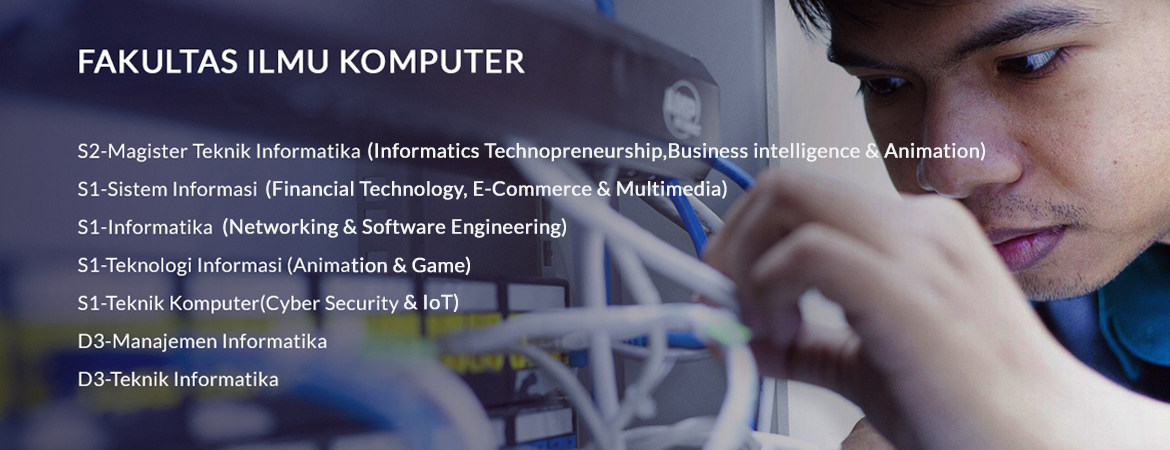 FAKULTAS ILMU KOMPUTER
S2-Magister Teknik Informatika (Informatics Technopreneurship,Business intelligence & Animation)
S1-Sistem Informasi (Financial Technology, E-Commerce & Multimedia)
S1-Informatika (Networking & Software Engineering)
S1-Teknologi Informasi (Animation & Game)
S1-Teknik Komputer(Cyber Security & IoT)
D3-Manajemen Informatika
D3-Teknik Informatika